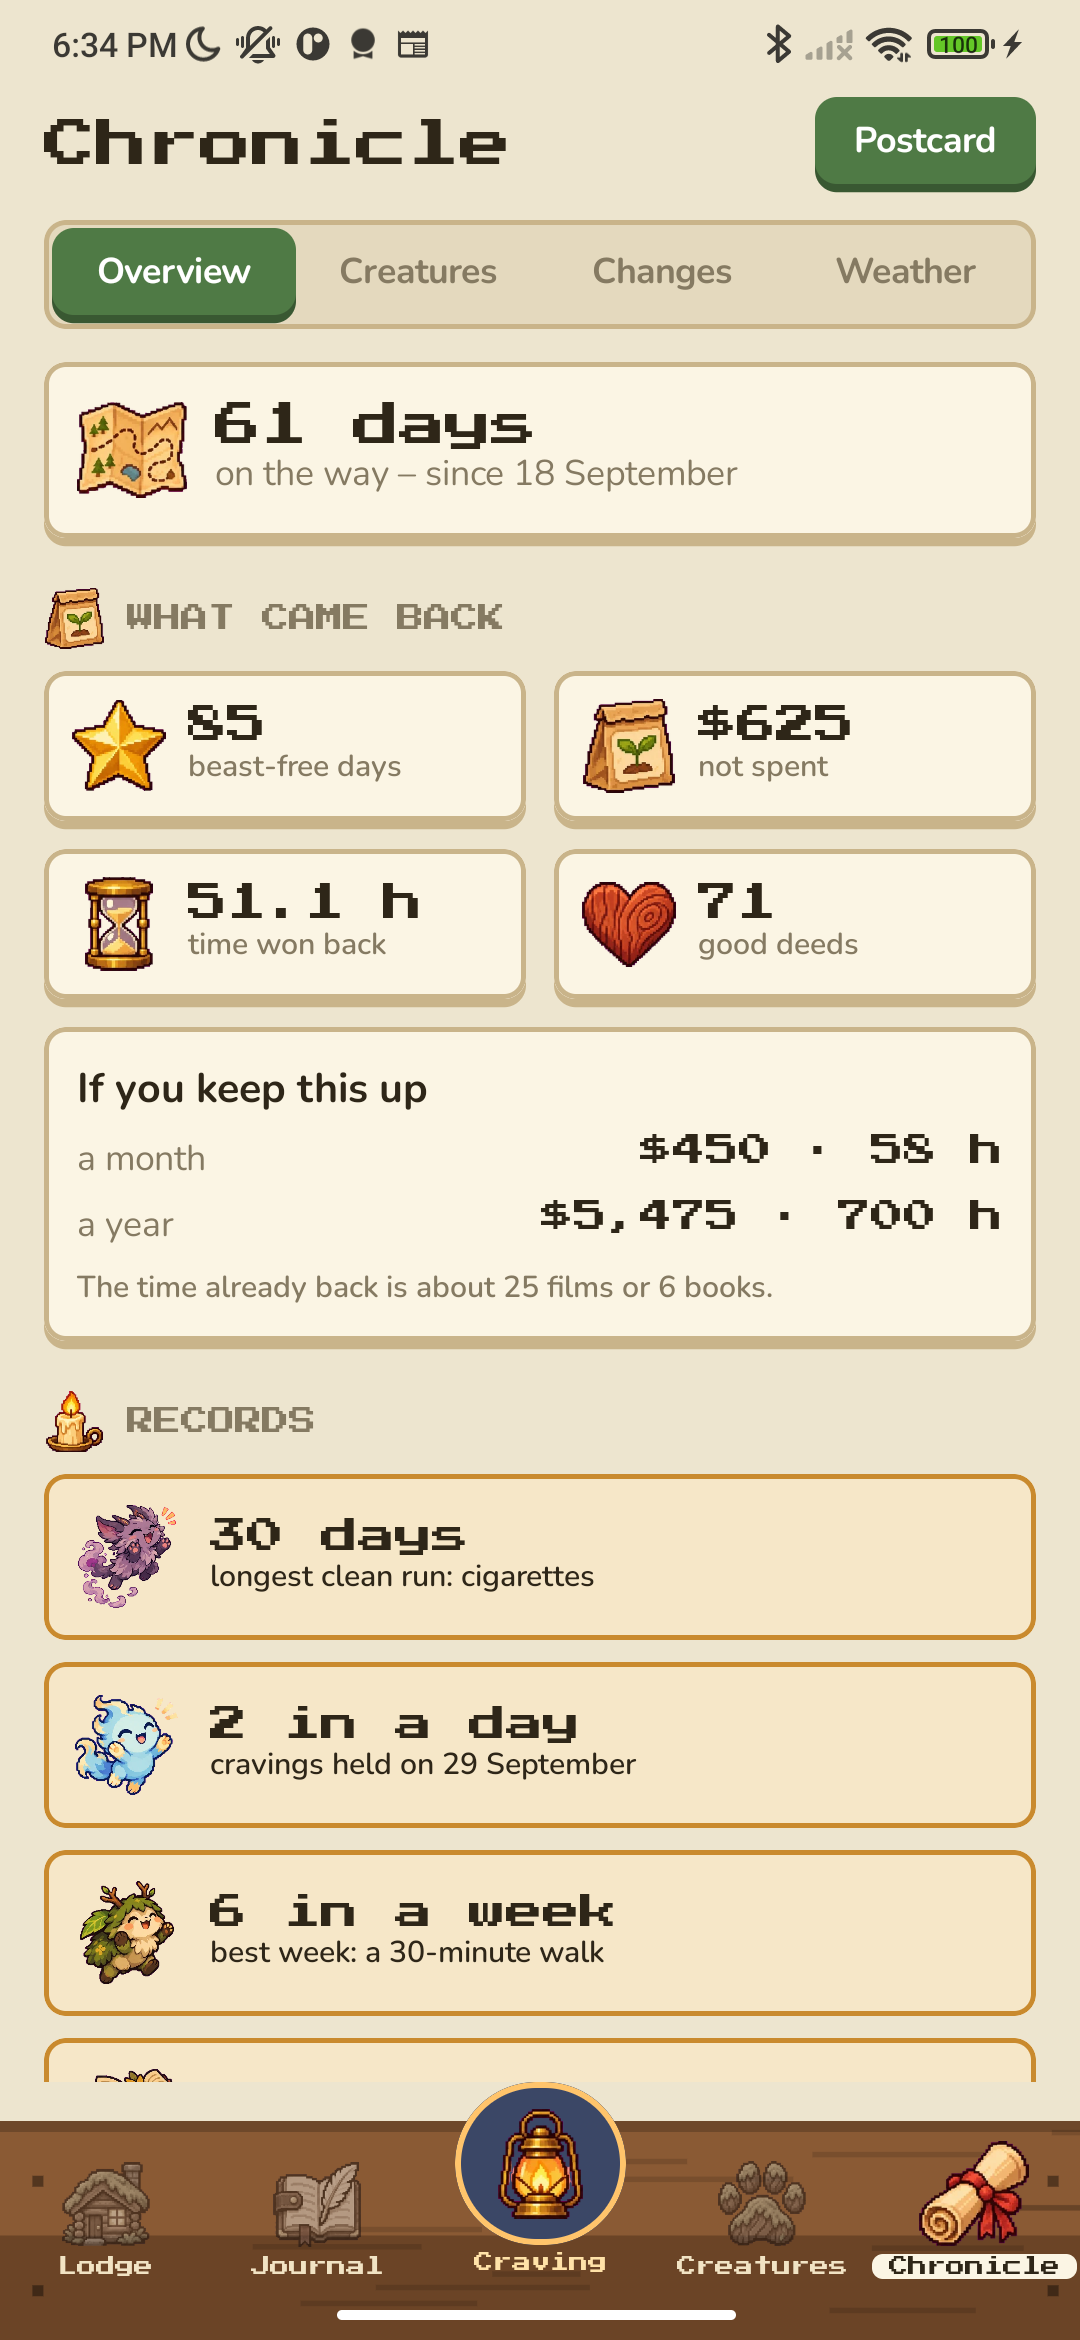 6:34 PM
100
Chronicle
Postcard
Overview
Creatures
Changes
Weather
61 days
on the way – since 18 September
WHAT CAME BACK
85
beast-free days
$625
not spent
51.1 h
time won back
71
good deeds
If you keep this up
a month
$450 · 58 h
a year
$5,475 · 700 h
The time already back is about 25 films or 6 books.
RECORDS
30 days
longest clean run: cigarettes
2 in a day
cravings held on 29 September
6 in a week
best week: a 30-minute walk
Lodge
Journal
Craving
Creatures
Chronicle